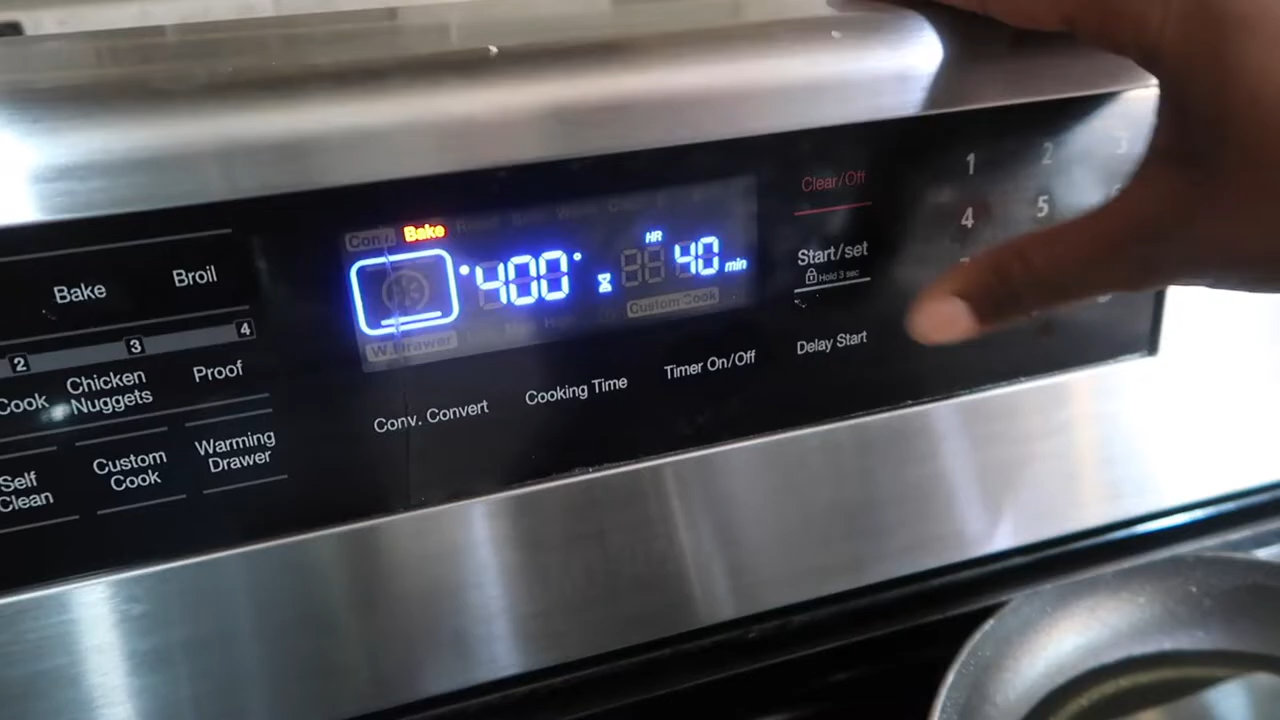 Bake
Broil
2
3
4
Cook
Chicken
Nuggets
Proof
Self
Clean
Custom
Cook
Warming
Drawer
Conv.
Bake
400°
HR
40 min
Custom Cook
W.Drawer
Conv. Convert
Cooking Time
Timer On/Off
Clear/Off
Start/set
Hold 3 sec
Delay Start
1
2
3
4
5